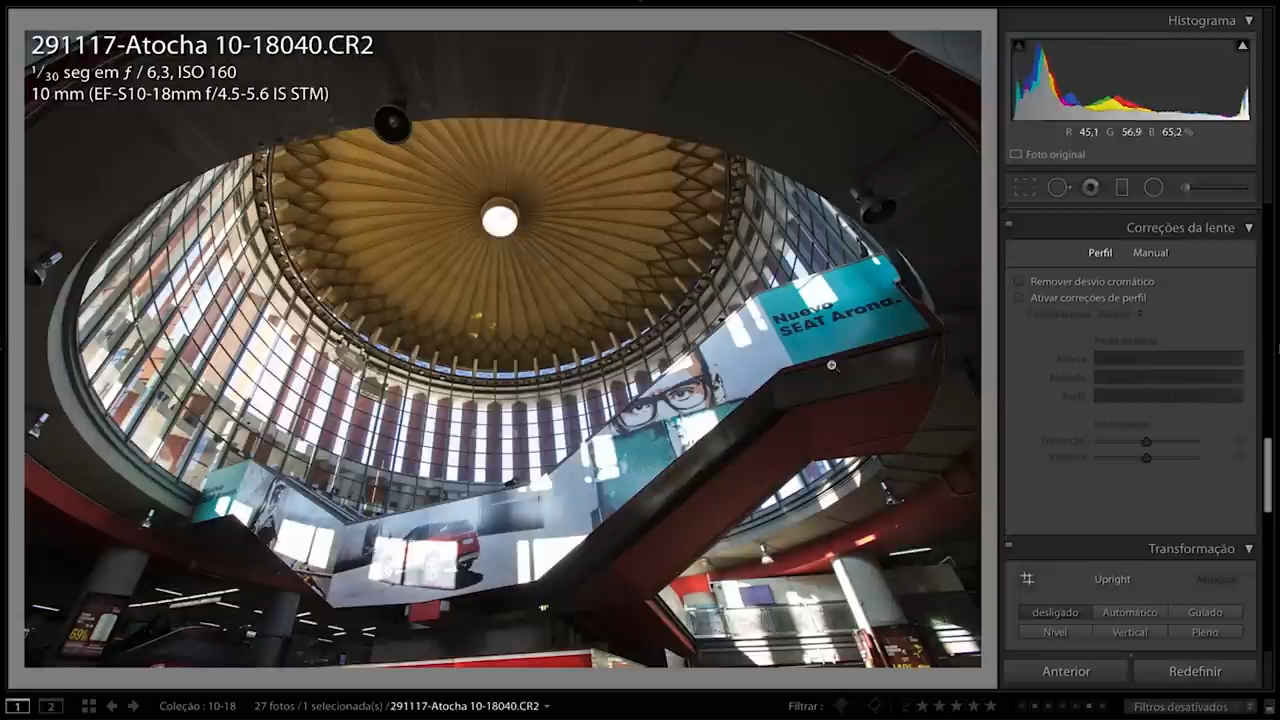 291117-Atocha 10-18040.CR2
1/30 seg em ƒ / 6,3, ISO 160
10 mm (EF-S10-18mm f/4.5-5.6 IS STM)
Nuevo
SEAT Arona.
69%
Histograma
R 45,1 G 56,9 B 65,2 %
Foto original
Correções da lente
Perfil Manual
Remover desvio cromático
Ativar correções de perfil
Transformação
Upright Atualizar
desligado Automático Guiado
Nível Vertical Pleno
Anterior Redefinir
1 2 Coleção : 10-18 27 fotos / 1 selecionada(s) / 291117-Atocha 10-18040.CR2
Filtrar : Filtros desativados